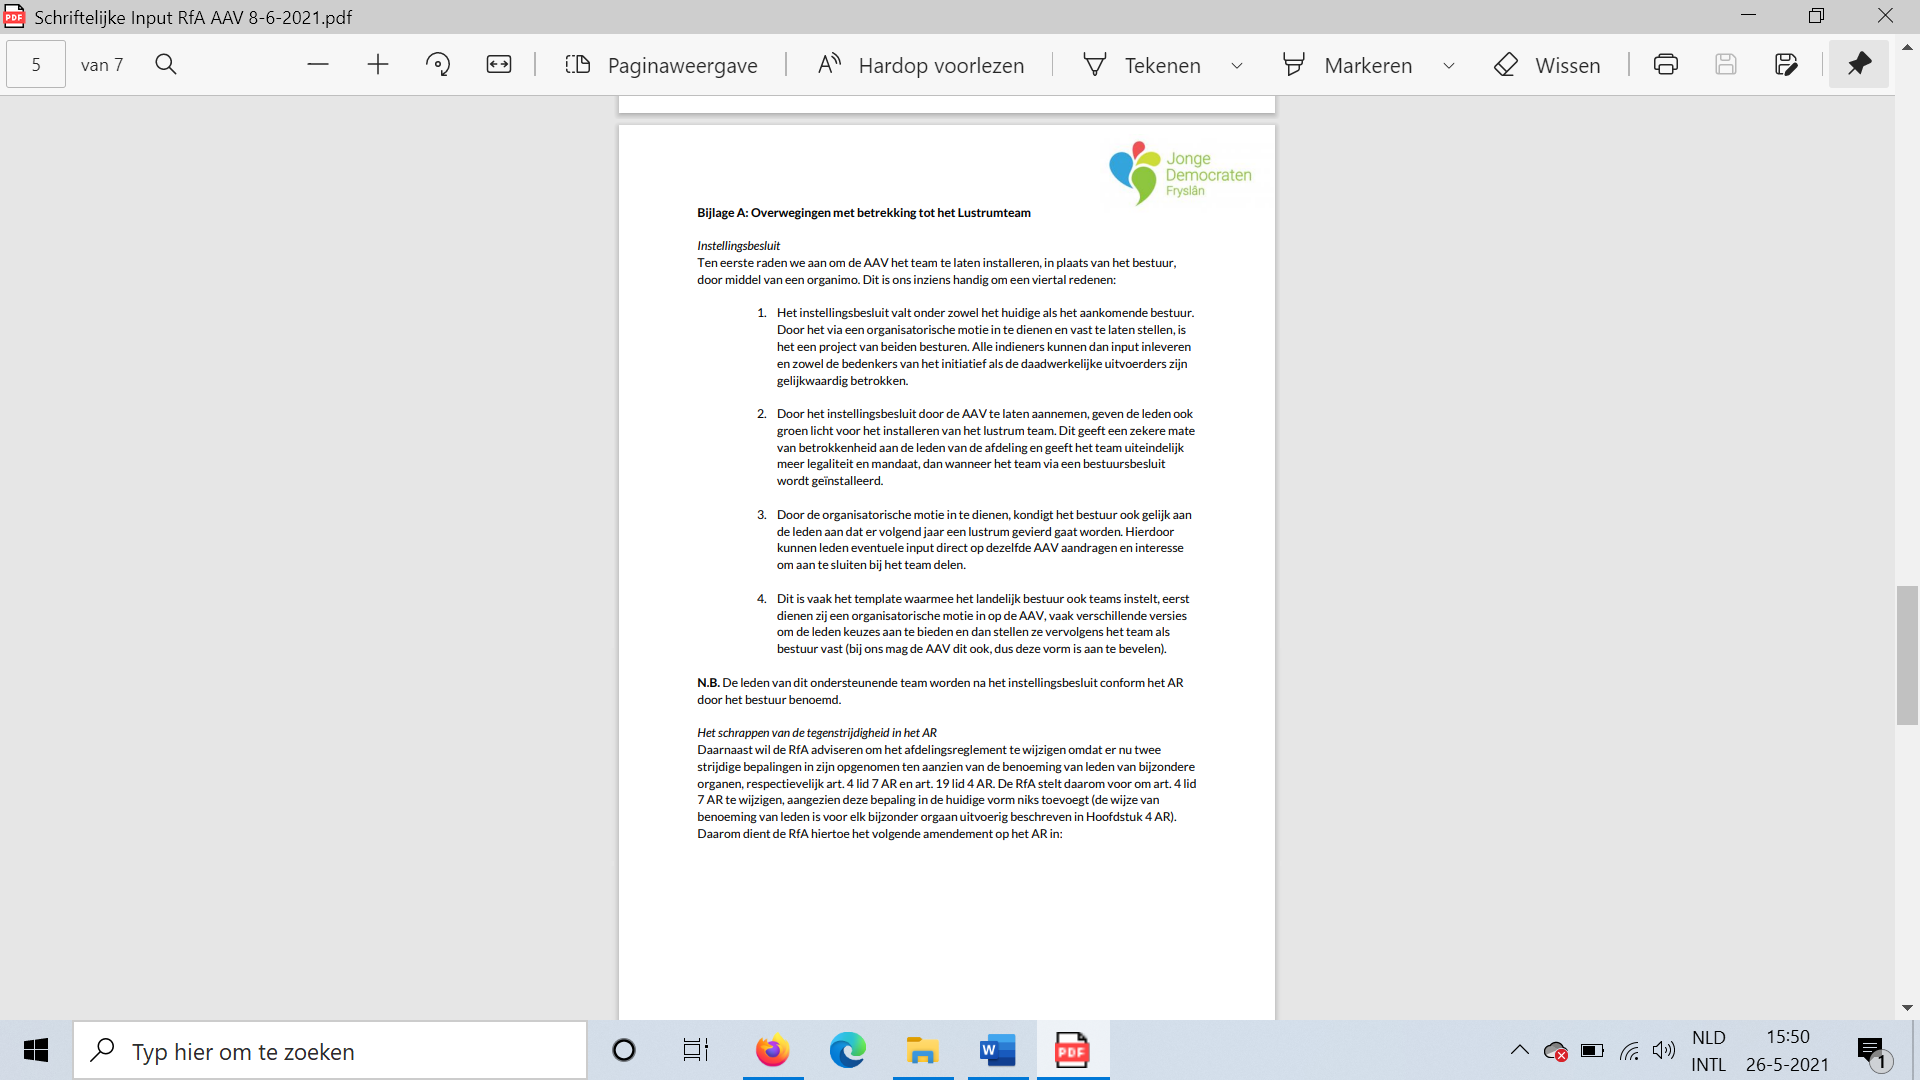 Schriftelijke Input RfA AAV 8-6-2021.pdf
5 van 7
Paginaweergave
Hardop voorlezen
Tekenen
Markeren
Wissen
Jonge
Democraten
Fryslân
Bijlage A: Overwegingen met betrekking tot het Lustrumteam
Instellingsbesluit
Ten eerste raden we aan om de AAV het team te laten installeren, in plaats van het bestuur,
door middel van een organimo. Dit is ons inziens handig om een viertal redenen:
1. Het instellingsbesluit valt onder zowel het huidige als het aankomende bestuur.
Door het via een organisatorische motie in te dienen en vast te laten stellen, is
het een project van beiden besturen. Alle indieners kunnen dan input inleveren
en zowel de bedenkers van het initiatief als de daadwerkelijke uitvoerders zijn
gelijkwaardig betrokken.
2. Door het instellingsbesluit door de AAV te laten aannemen, geven de leden ook
groen licht voor het installeren van het lustrum team. Dit geeft een zekere mate
van betrokkenheid aan de leden van de afdeling en geeft het team uiteindelijk
meer legaliteit en mandaat, dan wanneer het team via een bestuursbesluit
wordt geïnstalleerd.
3. Door de organisatorische motie in te dienen, kondigt het bestuur ook gelijk aan
de leden aan dat er volgend jaar een lustrum gevierd gaat worden. Hierdoor
kunnen leden eventuele input direct op dezelfde AAV aandragen en interesse
om aan te sluiten bij het team delen.
4. Dit is vaak het template waarmee het landelijk bestuur ook teams instelt, eerst
dienen zij een organisatorische motie in op de AAV, vaak verschillende versies
om de leden keuzes aan te bieden en dan stellen ze vervolgens het team als
bestuur vast (bij ons mag de AAV dit ook, dus deze vorm is aan te bevelen).
N.B. De leden van dit ondersteunende team worden na het instellingsbesluit conform het AR
door het bestuur benoemd.
Het schrappen van de tegenstrijdigheid in het AR
Daarnaast wil de RfA adviseren om het afdelingsreglement te wijzigen omdat er nu twee
strijdige bepalingen in zijn opgenomen ten aanzien van de benoeming van leden van bijzondere
organen, respectievelijk art. 4 lid 7 AR en art. 19 lid 4 AR. De RfA stelt daarom voor om art. 4 lid
7 AR te wijzigen, aangezien deze bepaling in de huidige vorm niks toevoegt (de wijze van
benoeming van leden is voor elk bijzonder orgaan uitvoerig beschreven in Hoofdstuk 4 AR).
Daarom dient de RfA hiertoe het volgende amendement op het AR in:
Typ hier om te zoeken
NLD
INTL
15:50
26-5-2021
1